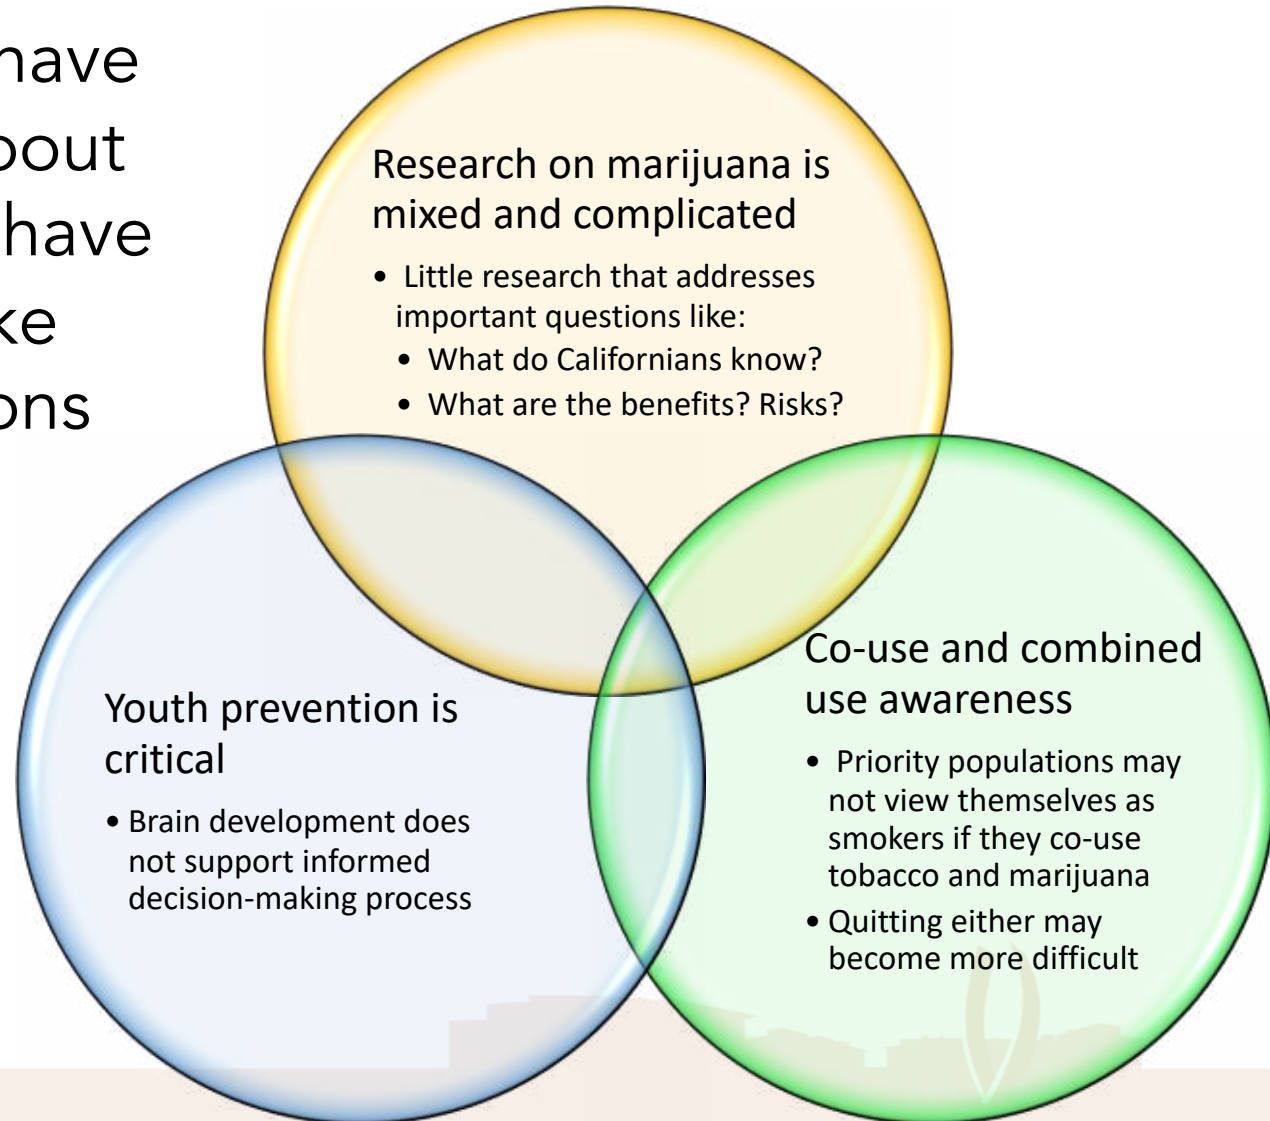 have
bout
have
ke
ons
Research on marijuana is
mixed and complicated
• Little research that addresses
important questions like:
• What do Californians know?
• What are the benefits? Risks?
Youth prevention is
critical
• Brain development does
not support informed
decision-making process
Co-use and combined
use awareness
• Priority populations may
not view themselves as
smokers if they co-use
tobacco and marijuana
• Quitting either may
become more difficult